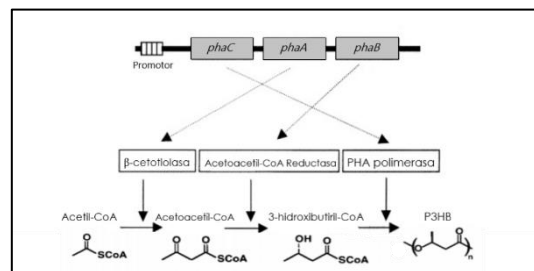 phaC phaA phaB
Promotor
β-cetotiolasa Acetoacetil-CoA Reductasa PHA polimerasa
Acetil-CoA Acetoacetil-CoA 3-hidroxibutiril-CoA P3HB
O O O OH O O O
SCoA SCoA SCoA n